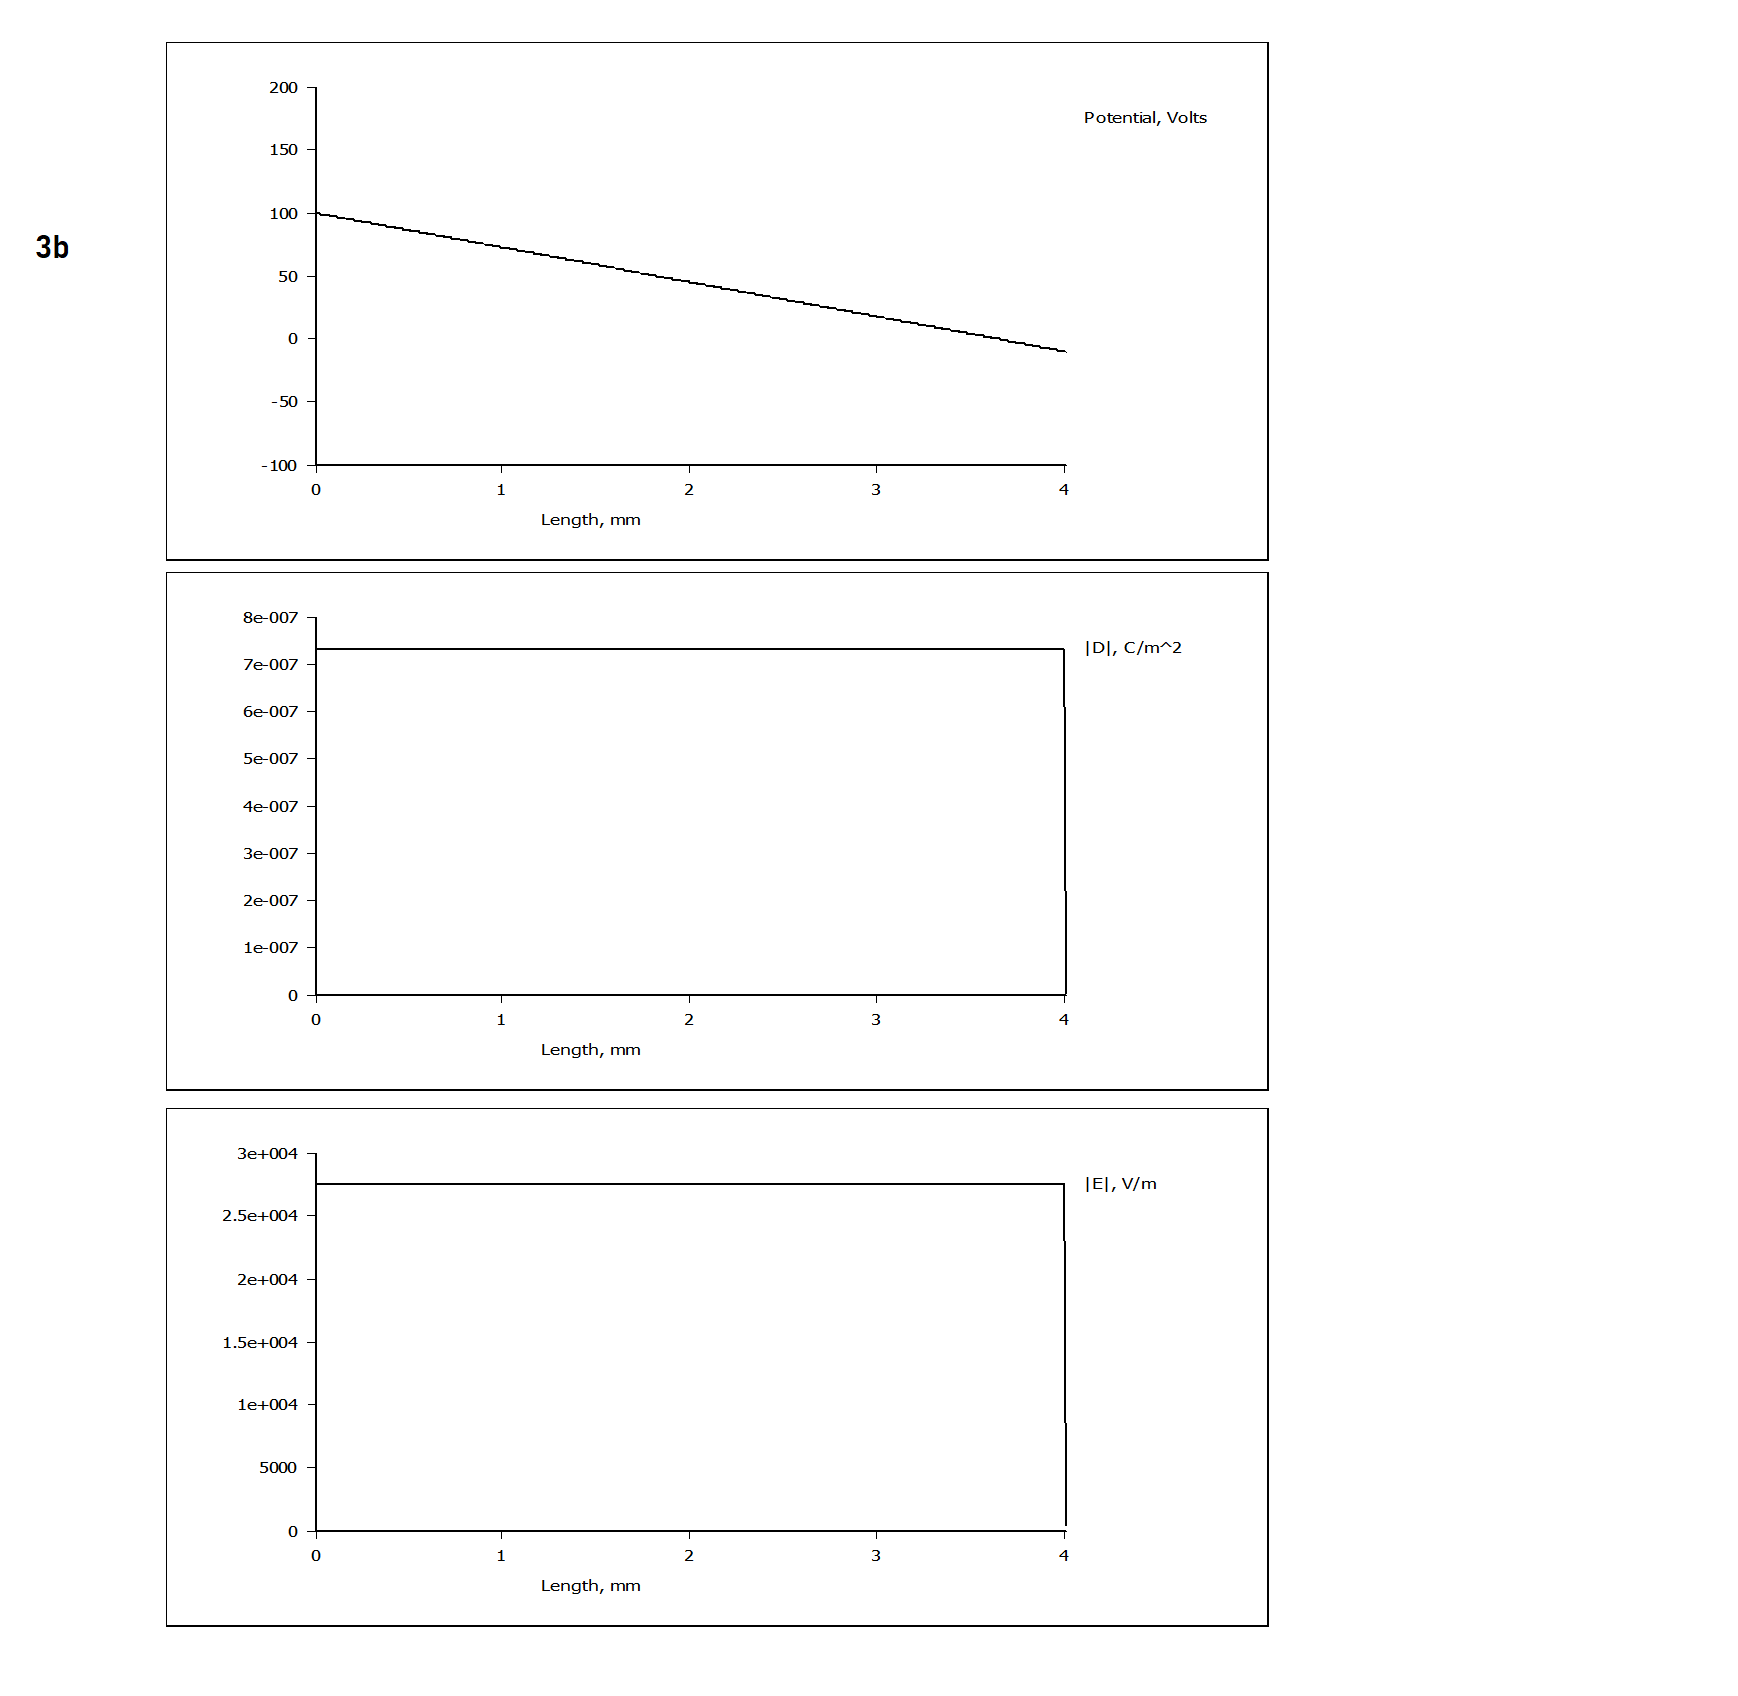 200
Potential, Volts
150
100
3b
50
0
-50
-100
0 1 2 3 4
Length, mm
8e-007
|D|, C/m^2
7e-007
6e-007
5e-007
4e-007
3e-007
2e-007
1e-007
0
0 1 2 3 4
Length, mm
3e+004
|E|, V/m
2.5e+004
2e+004
1.5e+004
1e+004
5000
0
0 1 2 3 4
Length, mm